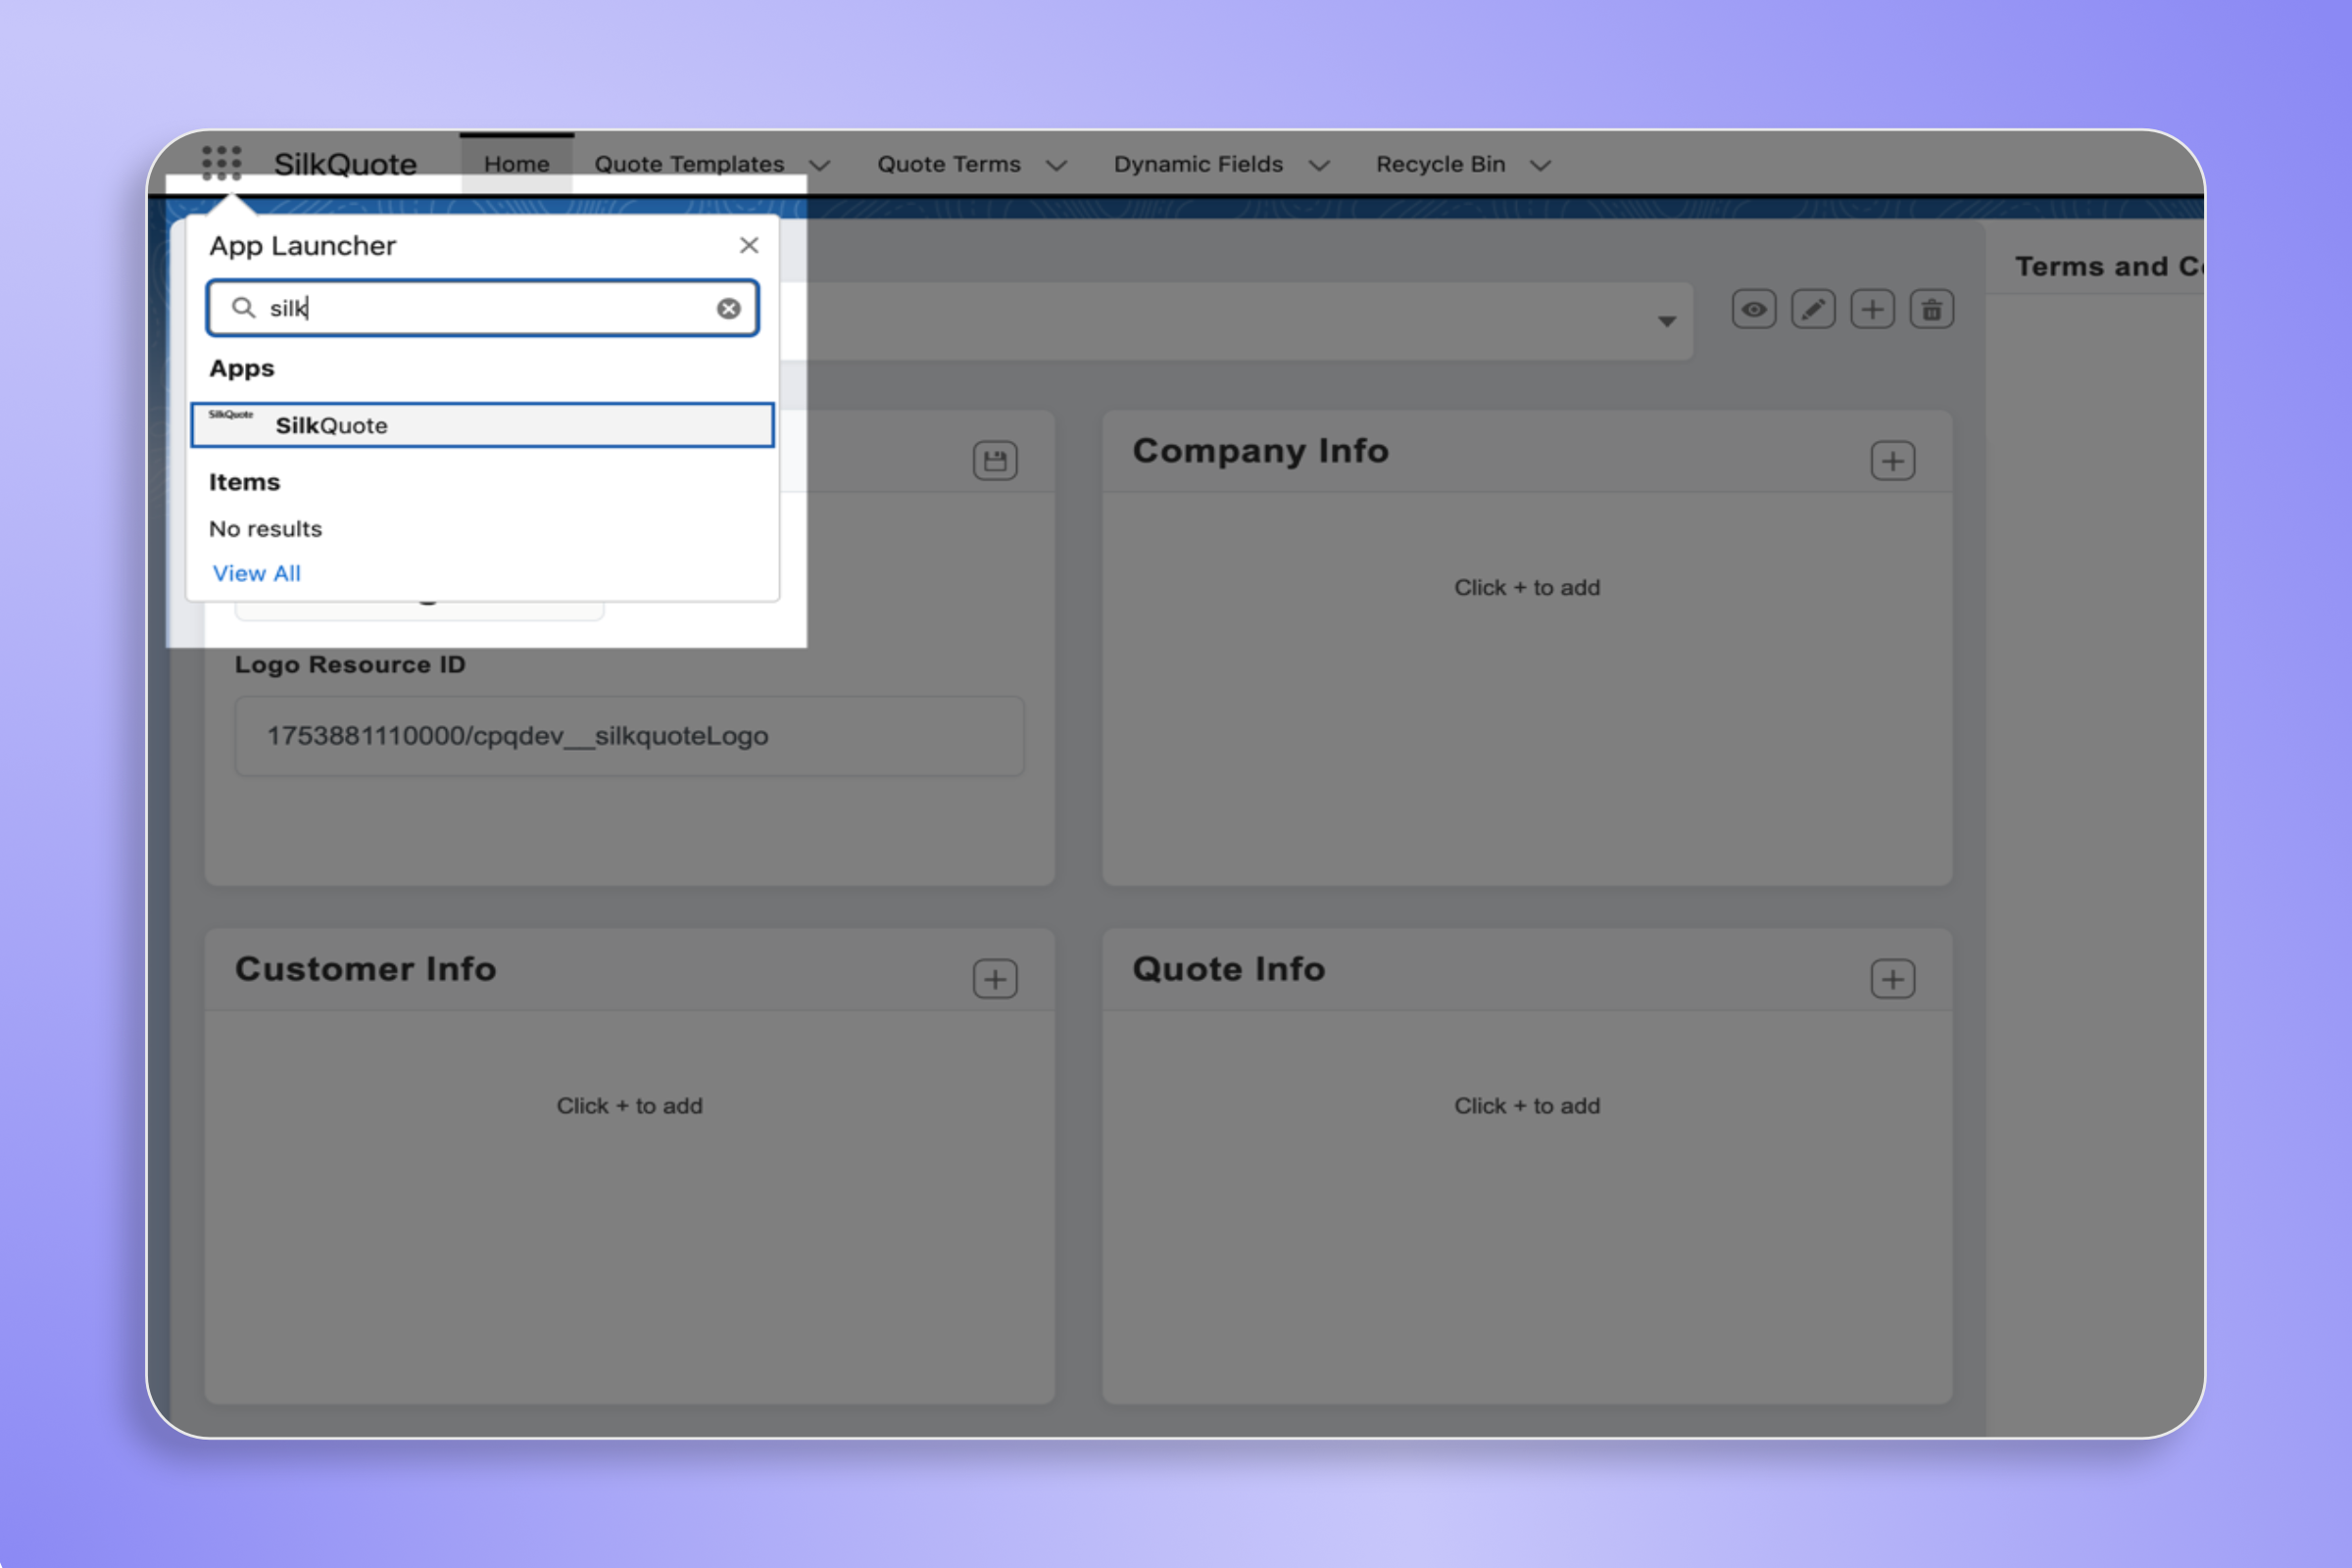 SilkQuote Home Quote Templates Quote Terms Dynamic Fields Recycle Bin
App Launcher
silk
Apps
SilkQuote SilkQuote
Items
No results
View All
Terms and
Company Info
Click + to add
Logo Resource ID
1753881110000/cpqdev__silkquoteLogo
Customer Info
Click + to add
Quote Info
Click + to add